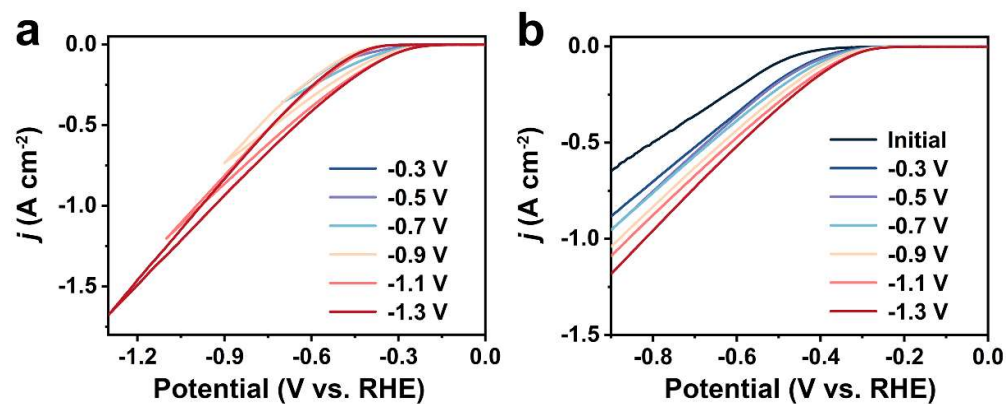 a
0.0
-0.5
-1.0
-1.5
j (A cm-2)
-0.3 V
-0.5 V
-0.7 V
-0.9 V
-1.1 V
-1.3 V
-1.2
-0.9
-0.6
-0.3
0.0
Potential (V vs. RHE)
b
0.0
-0.5
-1.0
-1.5
j (A cm-2)
Initial
-0.3 V
-0.5 V
-0.7 V
-0.9 V
-1.1 V
-1.3 V
-0.8
-0.6
-0.4
-0.2
0.0
Potential (V vs. RHE)